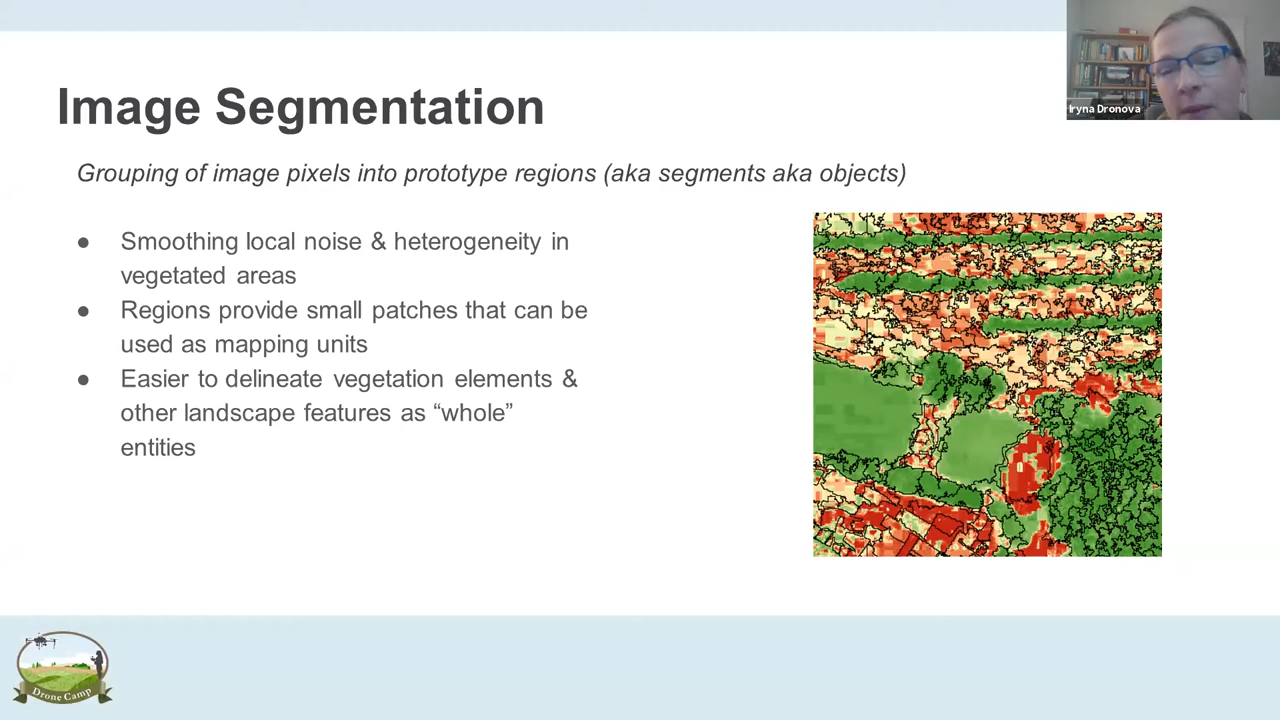 Image Segmentation
Iryna Dronova
Grouping of image pixels into prototype regions (aka segments aka objects)
● Smoothing local noise & heterogeneity in
vegetated areas
● Regions provide small patches that can be
used as mapping units
● Easier to delineate vegetation elements &
other landscape features as “whole”
entities
Drone Camp